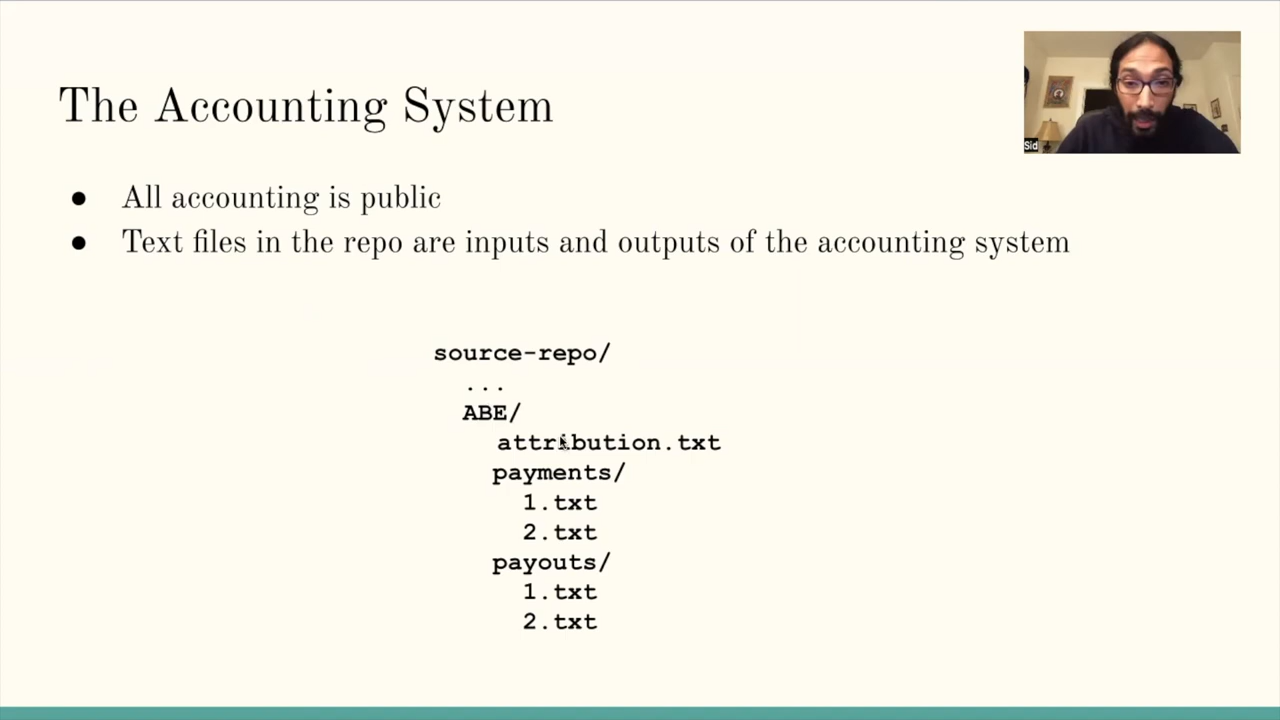 The Accounting System
Sid
● All accounting is public
● Text files in the repo are inputs and outputs of the accounting system
source-repo/
...
ABE/
attribution.txt
payments/
1.txt
2.txt
payouts/
1.txt
2.txt